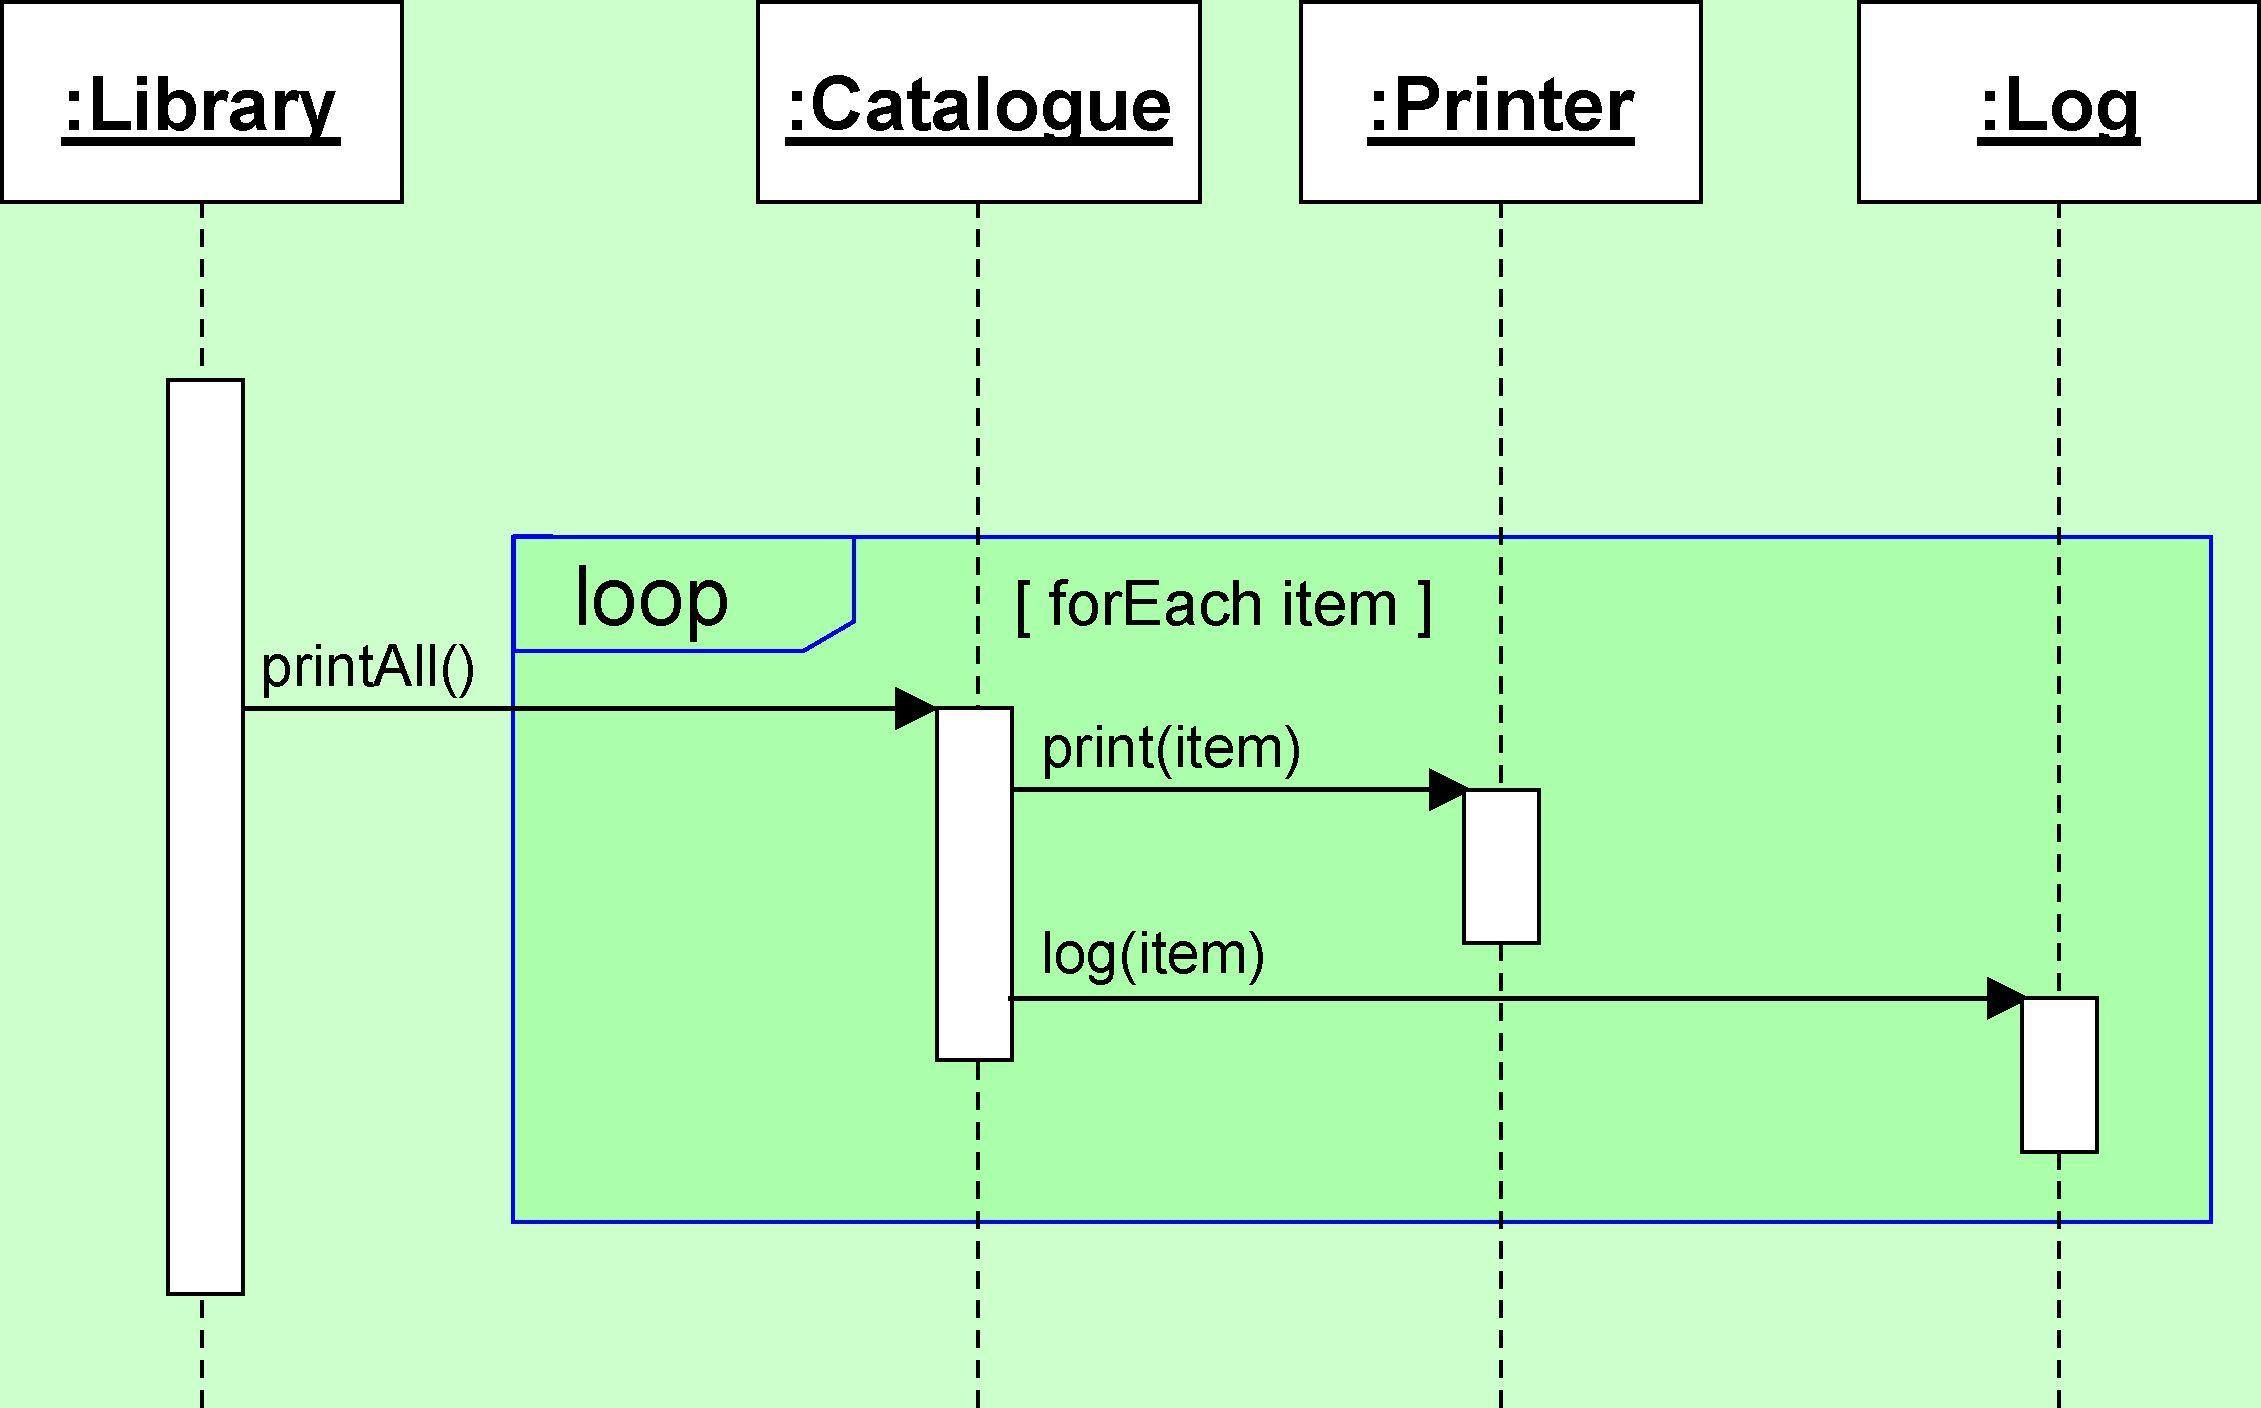 :Library
:Catalogue
:Printer
:Log
loop
[ forEach item ]
printAll()
print(item)
log(item)